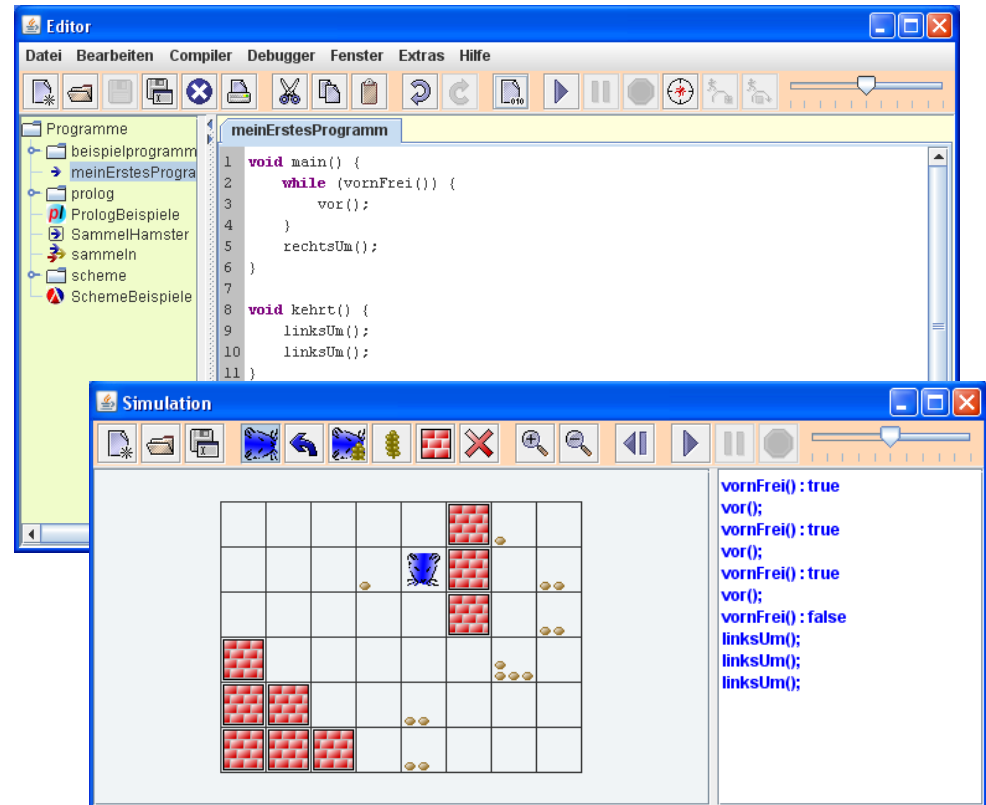 Editor
Datei Bearbeiten Compiler Debugger Fenster Extras Hilfe
010
Programme
beispielprogramm
meinErstesProgra
prolog
PrologBeispiele
SammelHamster
sammeln
scheme
SchemeBeispiele
meinErstesProgramm
1 void main() {
2 while (vornFrei()) {
3 vor();
4 }
5 rechtsUm();
6 }
7
8 void kehrt() {
9 linksUm();
10 linksUm();
11 }
Simulation
vornFrei() : true
vor();
vornFrei() : true
vor();
vornFrei() : true
vor();
vornFrei() : false
linksUm();
linksUm();
linksUm();